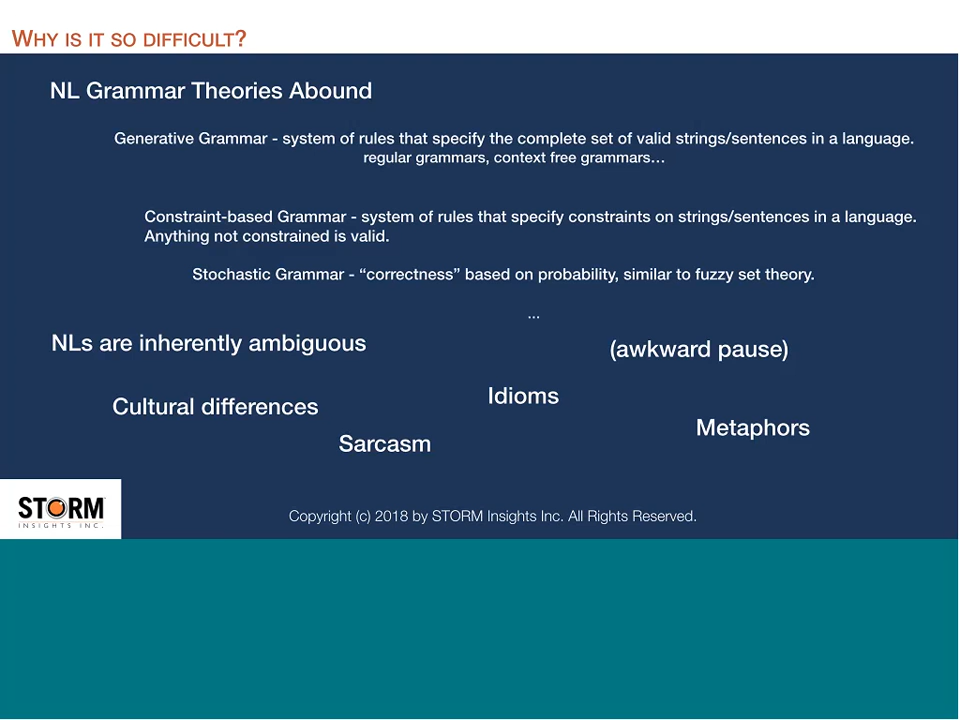 WHY IS IT SO DIFFICULT?
NL Grammar Theories Abound
Generative Grammar - system of rules that specify the complete set of valid strings/sentences in a language.
regular grammars, context free grammars…
Constraint-based Grammar - system of rules that specify constraints on strings/sentences in a language.
Anything not constrained is valid.
Stochastic Grammar - “correctness” based on probability, similar to fuzzy set theory.
...
NLs are inherently ambiguous
(awkward pause)
Idioms
Cultural differences
Metaphors
Sarcasm
STORM
INSIGHTS INC.
Copyright (c) 2018 by STORM Insights Inc. All Rights Reserved.